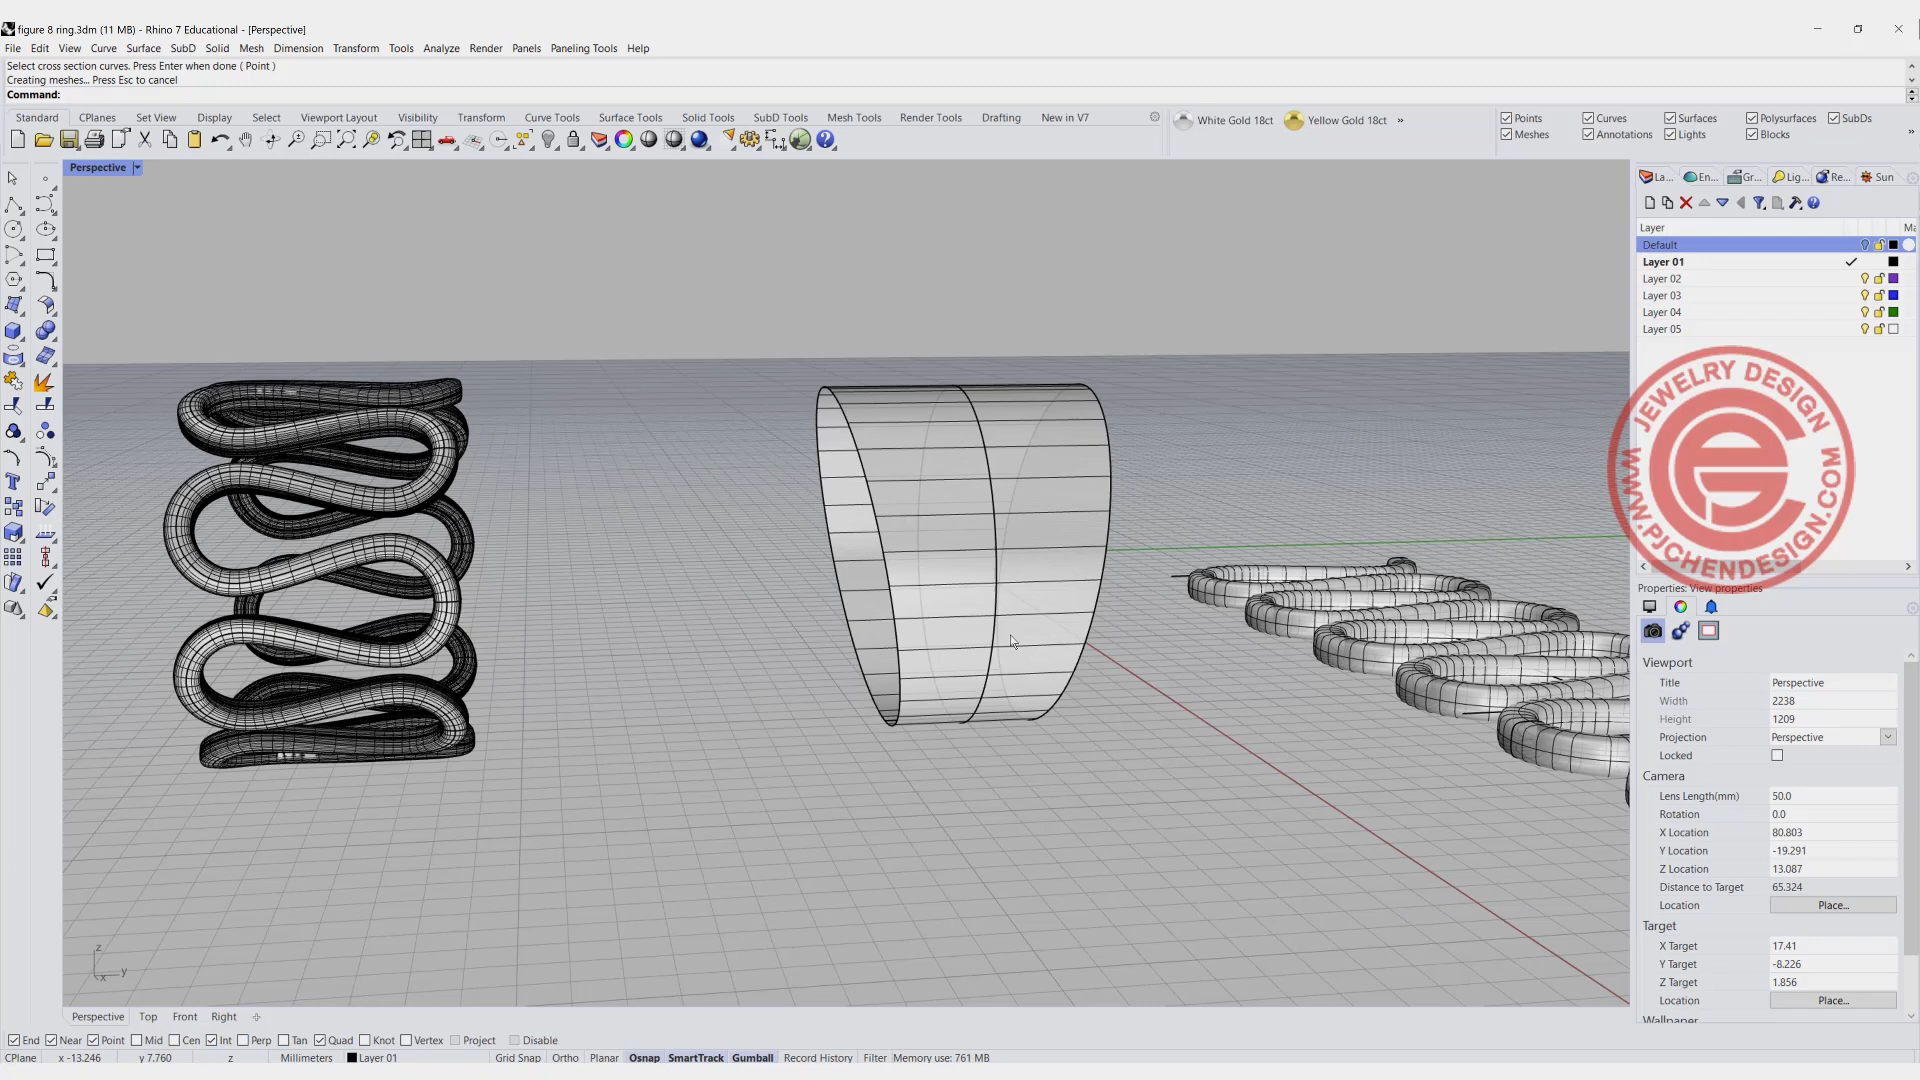 figure 8 ring.3dm (11 MB) - Rhino 7 Educational - [Perspective]
File Edit View Curve Surface SubD Solid Mesh Dimension Transform Tools Analyze Render Panels Paneling Tools Help
Select cross section curves. Press Enter when done ( Point )
Creating meshes... Press Esc to cancel
Command:
Standard CPlanes Set View Display Select Viewport Layout Visibility Transform Curve Tools Surface Tools Solid Tools SubD Tools Mesh Tools Render Tools Drafting New in V7
White Gold 18ct Yellow Gold 18ct »
Points Curves Surfaces Polysurfaces SubDs
Meshes Annotations Lights Blocks »
Perspective
La... En... Gr... Lig... Re... Sun
Layer Ma
Default
Layer 01
Layer 02
Layer 03
Layer 04
Layer 05
JEWELRY DESIGN
WWW.PJCHENDESIGN.COM
Properties: View properties
Viewport
Title Perspective
Width 2238
Height 1209
Projection Perspective
Locked
Camera
Lens Length(mm) 50.0
Rotation 0.0
X Location 80.803
Y Location -19.291
Z Location 13.087
Distance to Target 65.324
Location Place...
Target
X Target 17.41
Y Target -8.226
Z Target 1.856
Location Place...
Wallpaper
z
x y
Perspective Top Front Right
End Near Point Mid Cen Int Perp Tan Quad Knot Vertex Project Disable
CPlane x -13.246 y 7.760 z Millimeters Layer 01 Grid Snap Ortho Planar Osnap SmartTrack Gumball Record History Filter Memory use: 761 MB